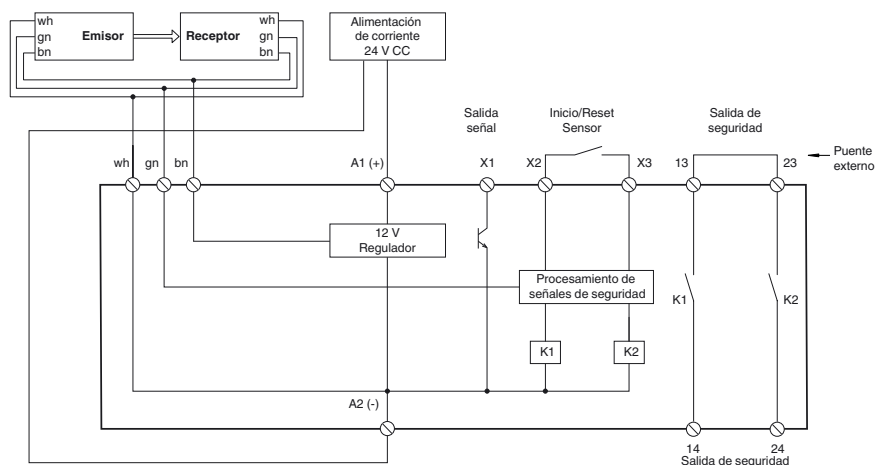 wh
gn
bn
Emisor
Receptor
wh
gn
bn
Alimentación
de corriente
24 V CC
Salida
señal
Inicio/Reset
Sensor
Salida de
seguridad
Puente
externo
wh
gn
bn
A1 (+)
X1
X2
X3
13
23
12 V
Regulador
Procesamiento de
señales de seguridad
K1
K2
K1
K2
A2 (-)
14
24
Salida de seguridad